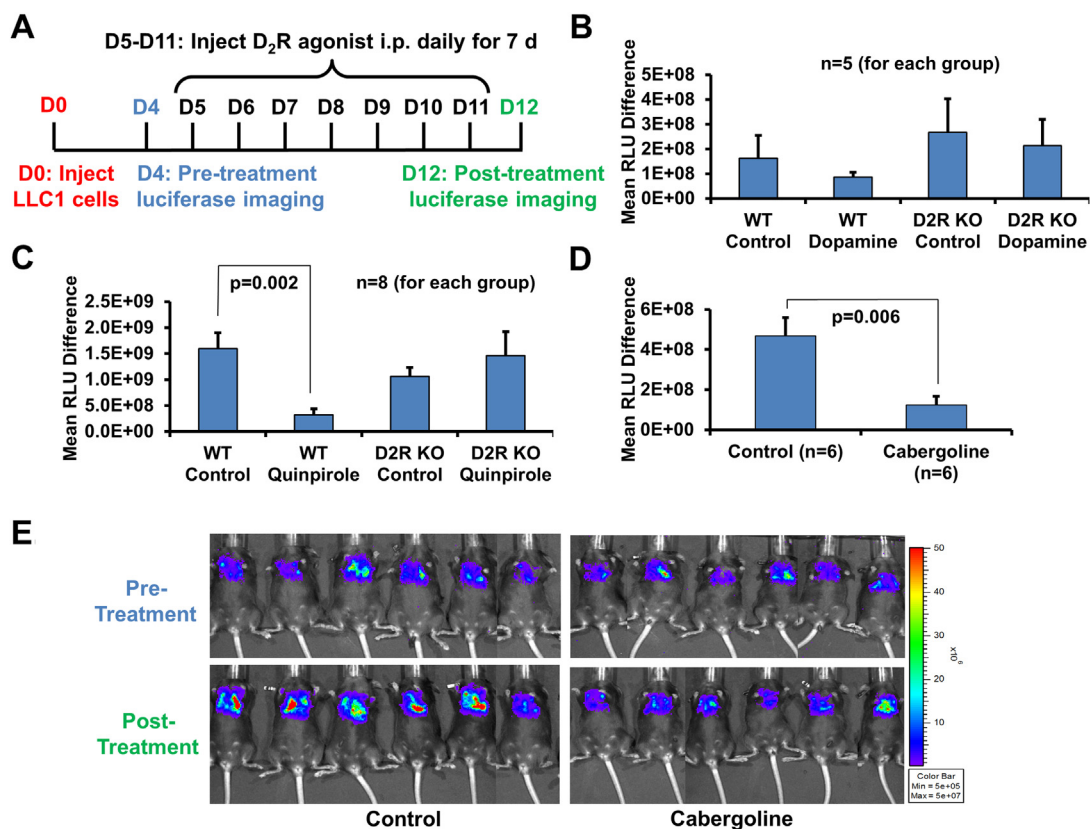 A
D5-D11: Inject D₂R agonist i.p. daily for 7 d
D0 D4 D5 D6 D7 D8 D9 D10 D11 D12
D0: Inject
LLC1 cells
D4: Pre-treatment
luciferase imaging
D12: Post-treatment
luciferase imaging
B
n=5 (for each group)
Mean RLU Difference
5E+08
4E+08
3E+08
2E+08
1E+08
0E+00
WT
Control
WT
Dopamine
D2R KO
Control
D2R KO
Dopamine
C
p=0.002
n=8 (for each group)
Mean RLU Difference
2.5E+09
2.0E+09
1.5E+09
1.0E+09
5.0E+08
0.0E+00
WT
Control
WT
Quinpirole
D2R KO
Control
D2R KO
Quinpirole
D
p=0.006
Mean RLU Difference
6E+08
4E+08
2E+08
0E+00
Control (n=6)
Cabergoline
(n=6)
E
Pre-
Treatment
Post-
Treatment
Control
Cabergoline
50
40
30
20
10
x10⁶
Color Bar
Min = 5e+05
Max = 5e+07